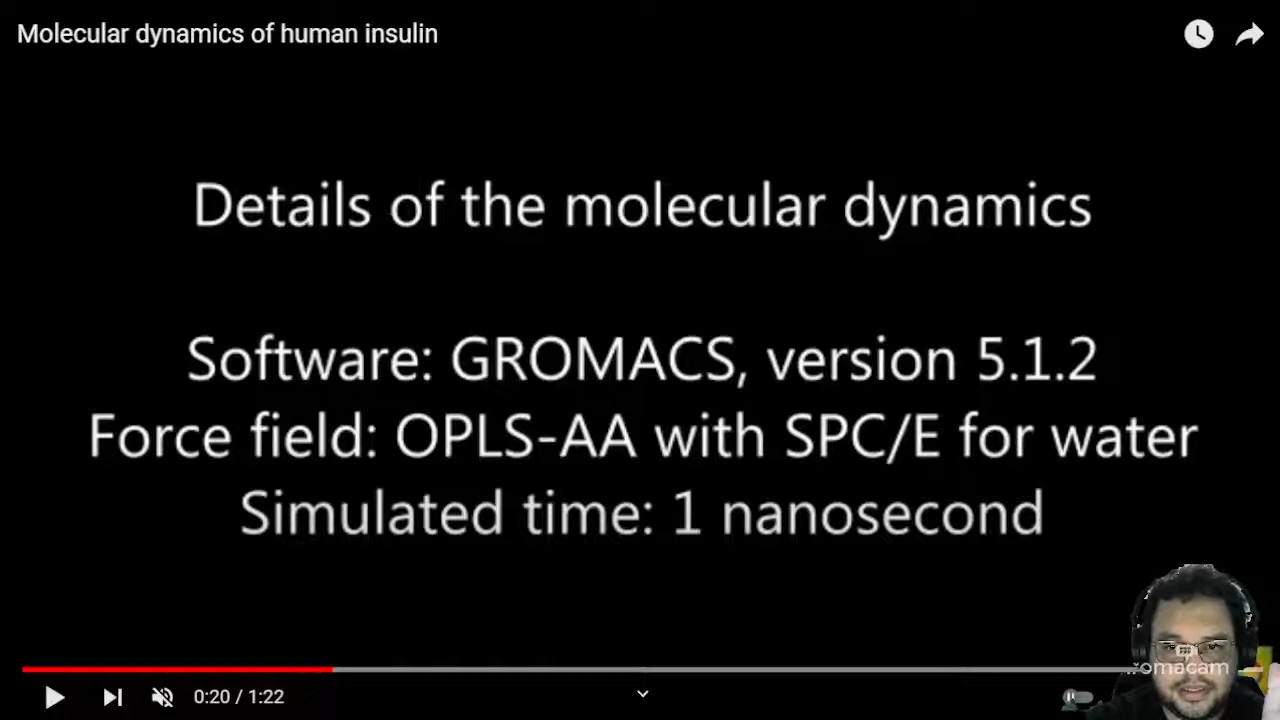 Molecular dynamics of human insulin
Details of the molecular dynamics
Software: GROMACS, version 5.1.2
Force field: OPLS-AA with SPC/E for water
Simulated time: 1 nanosecond
0:20 / 1:22